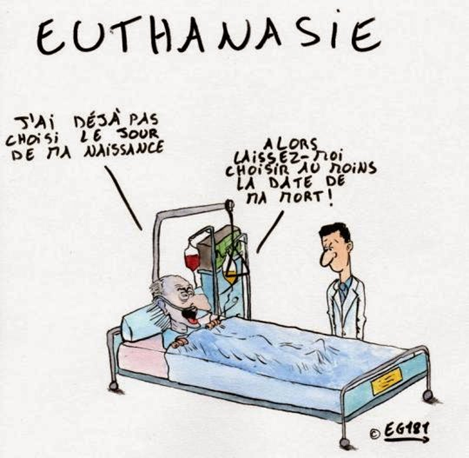 EUTHANASIE
J'AI DÉJÀ PAS
CHOISI LE JOUR
DE MA NAISSANCE
ALORS
LAISSEZ-MOI
CHOISIR AU MOINS
LA DATE DE
MA MORT!
© EG181